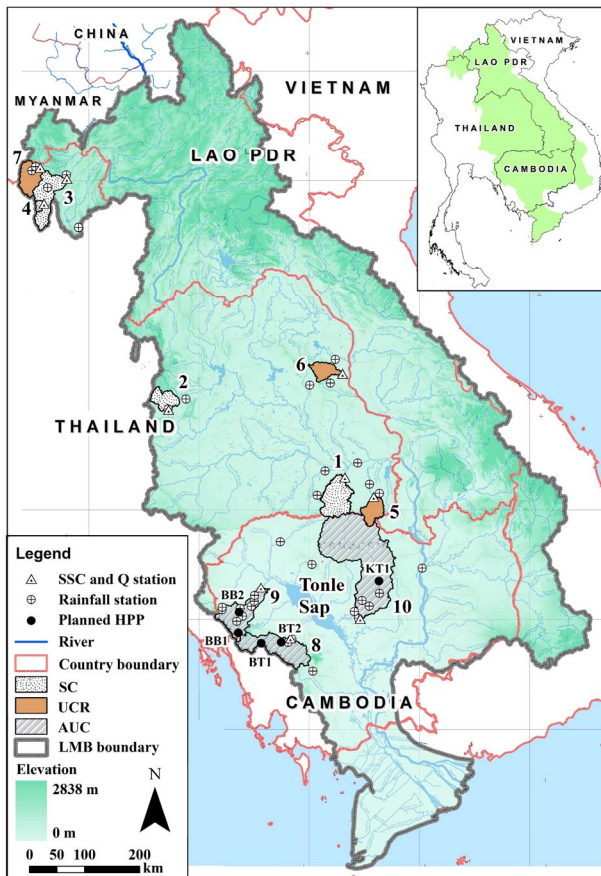 CHINA
MYANMAR
VIETNAM
LAO PDR
7
3
4
6
2
THAILAND
1
5
KT1
Tonle
Sap
BB2
9
10
BB1
BT2
BT1
8
CAMBODIA
VIETNAM
LAO PDR
THAILAND
CAMBODIA
Legend
SSC and Q station
Rainfall station
Planned HPP
River
Country boundary
SC
UCR
AUC
LMB boundary
Elevation
2838 m
0 m
N
0 50 100 200
km